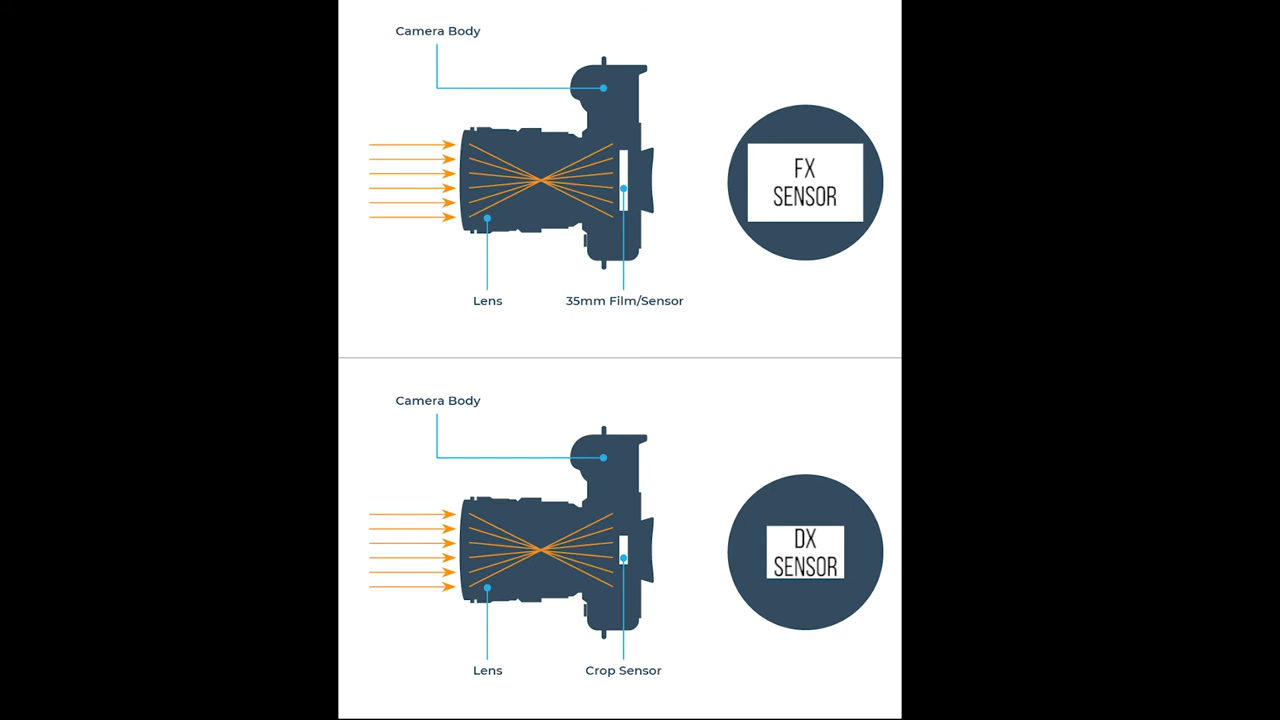 Camera Body
FX
SENSOR
Lens
35mm Film/Sensor
Camera Body
DX
SENSOR
Lens
Crop Sensor